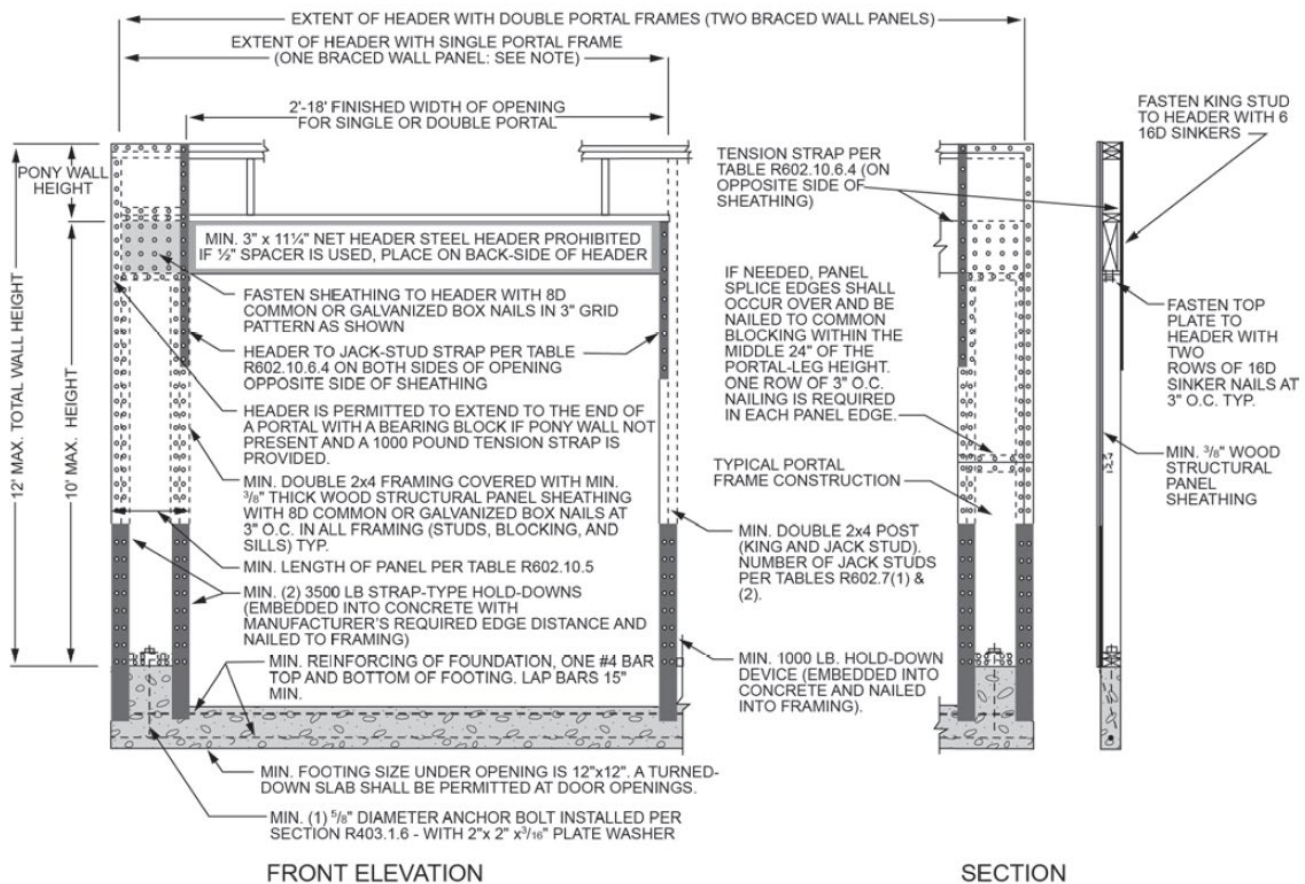 EXTENT OF HEADER WITH DOUBLE PORTAL FRAMES (TWO BRACED WALL PANELS)
EXTENT OF HEADER WITH SINGLE PORTAL FRAME
(ONE BRACED WALL PANEL: SEE NOTE)
2'-18' FINISHED WIDTH OF OPENING
FOR SINGLE OR DOUBLE PORTAL
PONY WALL
HEIGHT
12' MAX. TOTAL WALL HEIGHT
10' MAX. HEIGHT
MIN. 3" x 11¼" NET HEADER STEEL HEADER PROHIBITED
IF ½" SPACER IS USED, PLACE ON BACK-SIDE OF HEADER
FASTEN SHEATHING TO HEADER WITH 8D
COMMON OR GALVANIZED BOX NAILS IN 3" GRID
PATTERN AS SHOWN
HEADER TO JACK-STUD STRAP PER TABLE
R602.10.6.4 ON BOTH SIDES OF OPENING
OPPOSITE SIDE OF SHEATHING
HEADER IS PERMITTED TO EXTEND TO THE END OF
A PORTAL WITH A BEARING BLOCK IF PONY WALL NOT
PRESENT AND A 1000 POUND TENSION STRAP IS
PROVIDED.
MIN. DOUBLE 2x4 FRAMING COVERED WITH MIN.
3/8" THICK WOOD STRUCTURAL PANEL SHEATHING
WITH 8D COMMON OR GALVANIZED BOX NAILS AT
3" O.C. IN ALL FRAMING (STUDS, BLOCKING, AND
SILLS) TYP.
MIN. LENGTH OF PANEL PER TABLE R602.10.5
MIN. (2) 3500 LB STRAP-TYPE HOLD-DOWNS
(EMBEDDED INTO CONCRETE WITH
MANUFACTURER'S REQUIRED EDGE DISTANCE AND
NAILED TO FRAMING)
MIN. REINFORCING OF FOUNDATION, ONE #4 BAR
TOP AND BOTTOM OF FOOTING. LAP BARS 15"
MIN.
MIN. FOOTING SIZE UNDER OPENING IS 12"x12". A TURNED-
DOWN SLAB SHALL BE PERMITTED AT DOOR OPENINGS.
MIN. (1) 5/8" DIAMETER ANCHOR BOLT INSTALLED PER
SECTION R403.1.6 - WITH 2"x 2" x3/16" PLATE WASHER
FRONT ELEVATION
TENSION STRAP PER
TABLE R602.10.6.4 (ON
OPPOSITE SIDE OF
SHEATHING)
IF NEEDED, PANEL
SPLICE EDGES SHALL
OCCUR OVER AND BE
NAILED TO COMMON
BLOCKING WITHIN THE
MIDDLE 24" OF THE
PORTAL-LEG HEIGHT.
ONE ROW OF 3" O.C.
NAILING IS REQUIRED
IN EACH PANEL EDGE.
TYPICAL PORTAL
FRAME CONSTRUCTION
MIN. DOUBLE 2x4 POST
(KING AND JACK STUD).
NUMBER OF JACK STUDS
PER TABLES R602.7(1) &
(2).
MIN. 1000 LB. HOLD-DOWN
DEVICE (EMBEDDED INTO
CONCRETE AND NAILED
INTO FRAMING).
FASTEN KING STUD
TO HEADER WITH 6
16D SINKERS
FASTEN TOP
PLATE TO
HEADER WITH
TWO
ROWS OF 16D
SINKER NAILS AT
3" O.C. TYP.
MIN. 3/8" WOOD
STRUCTURAL
PANEL
SHEATHING
SECTION